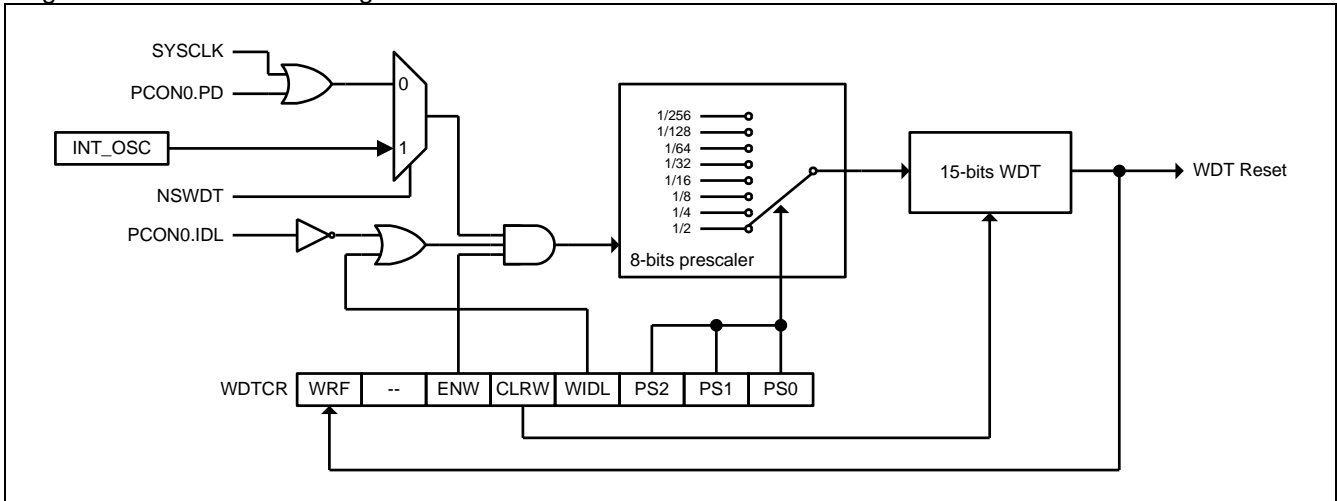 SYSCLK
PCON0.PD
0
INT_OSC
1
NSWDT
PCON0.IDL
1/256
1/128
1/64
1/32
1/16
1/8
1/4
1/2
8-bits prescaler
15-bits WDT
WDT Reset
WDTCR WRF -- ENW CLRW WIDL PS2 PS1 PS0